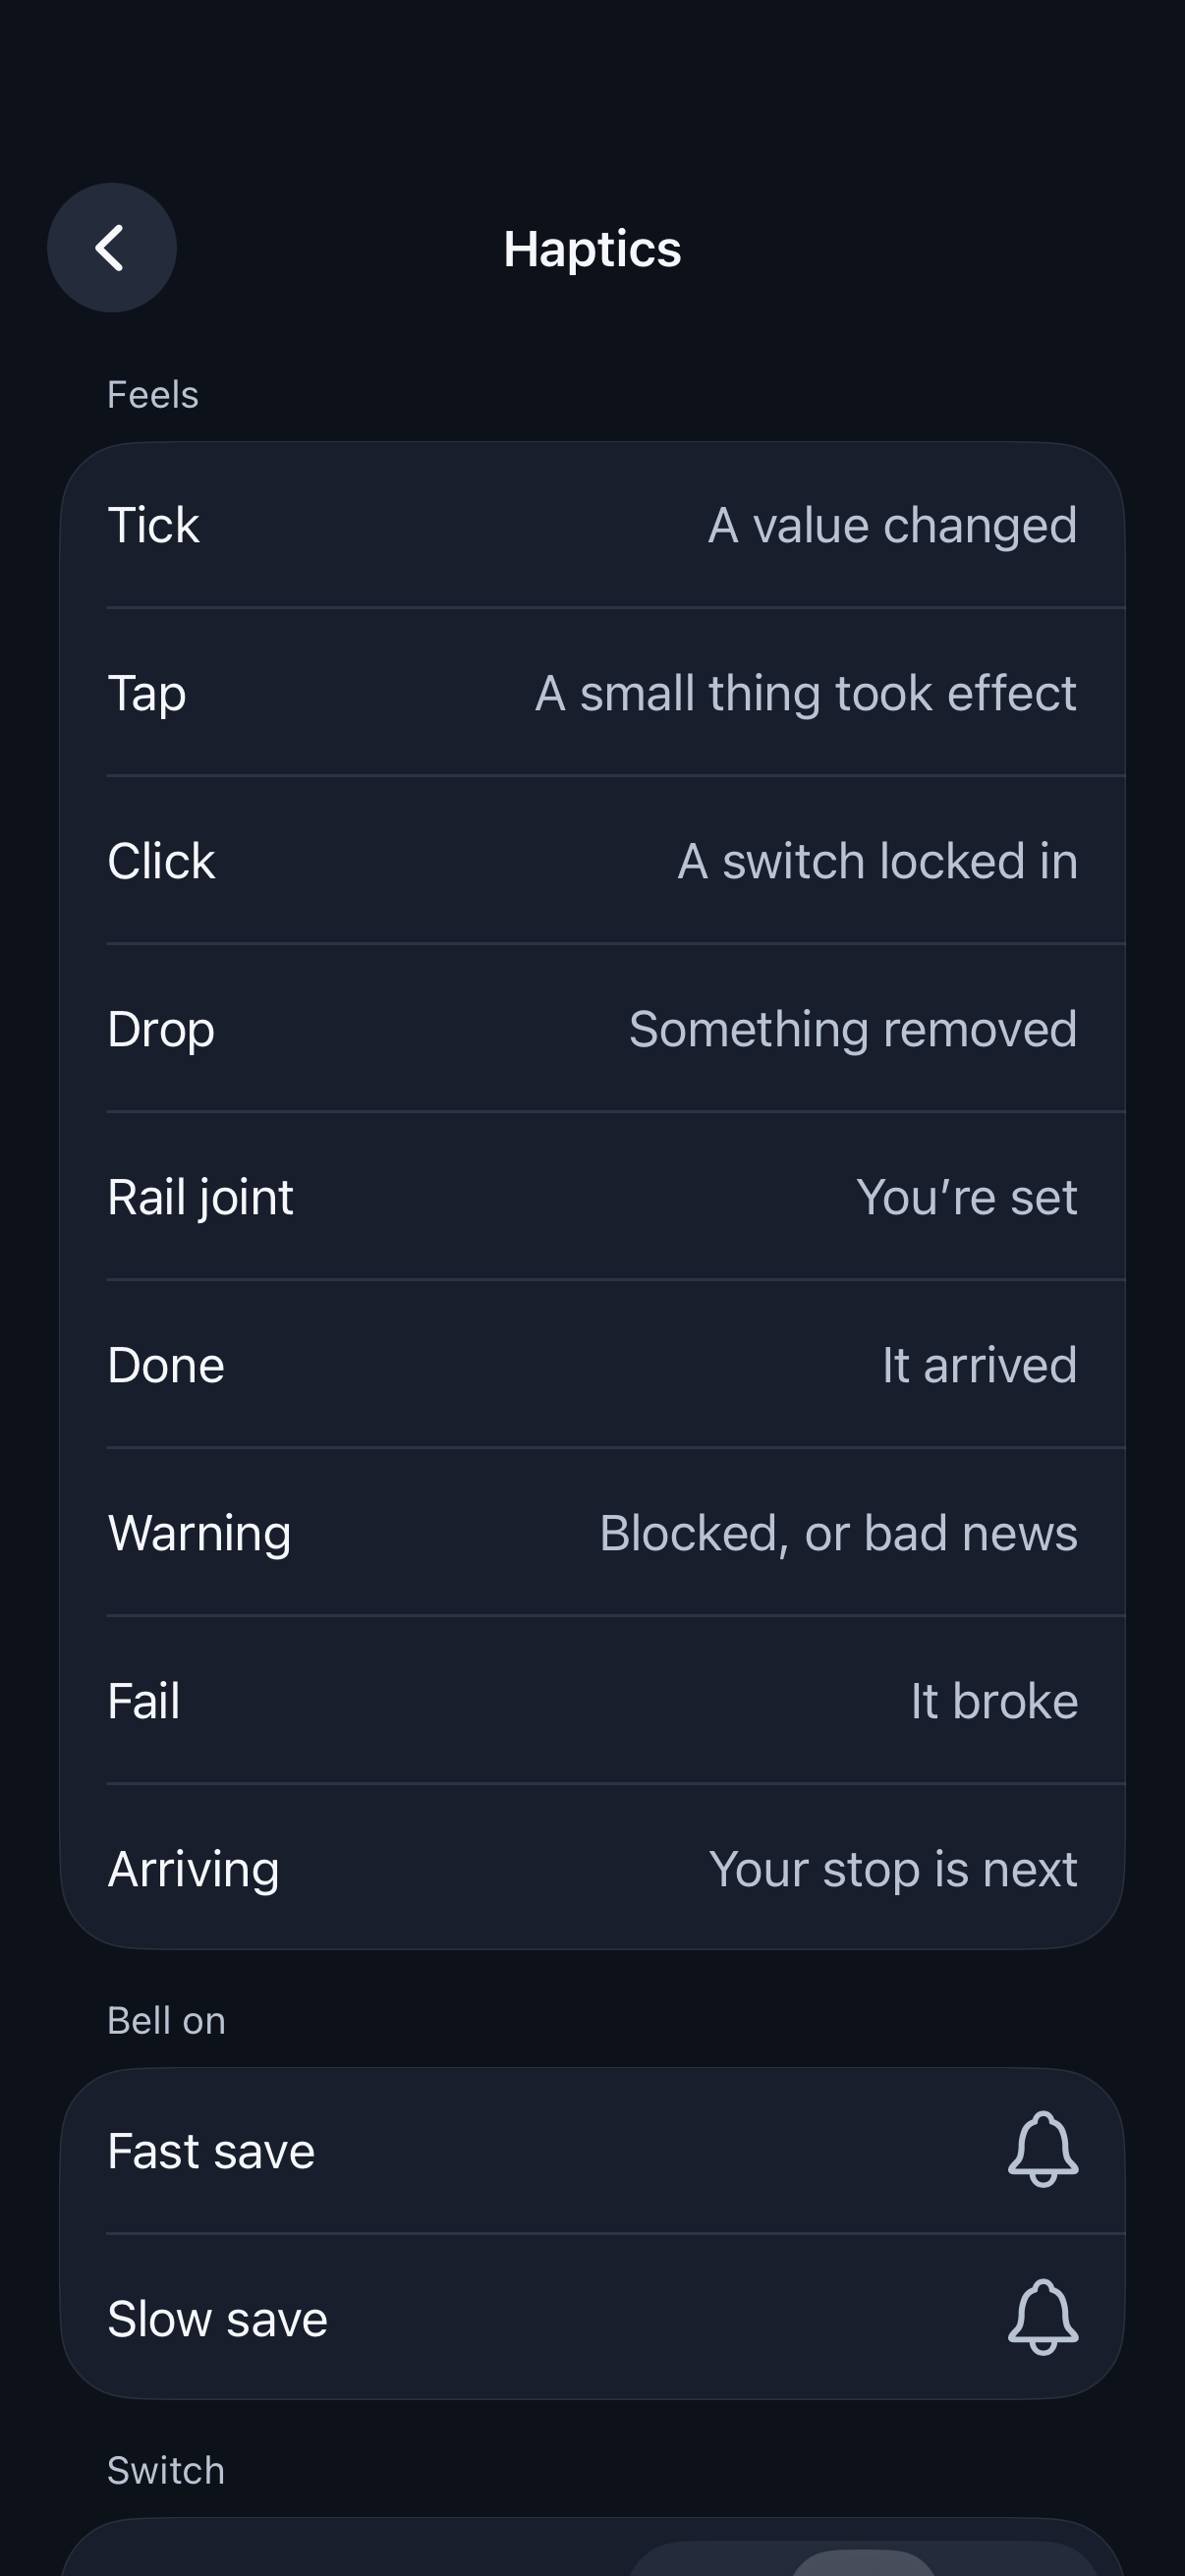 Haptics
Feels
Tick A value changed
Tap A small thing took effect
Click A switch locked in
Drop Something removed
Rail joint You’re set
Done It arrived
Warning Blocked, or bad news
Fail It broke
Arriving Your stop is next
Bell on
Fast save
Slow save
Switch